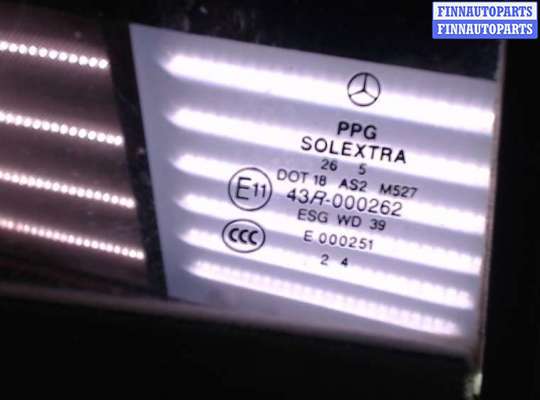 FINNAUTOPARTS
FINNAUTOPARTS
PPG
SOLEXTRA
26 5
DOT 18 AS2 M527
E11 43R-000262
ESG WD 39
CCC E 000251
2 4